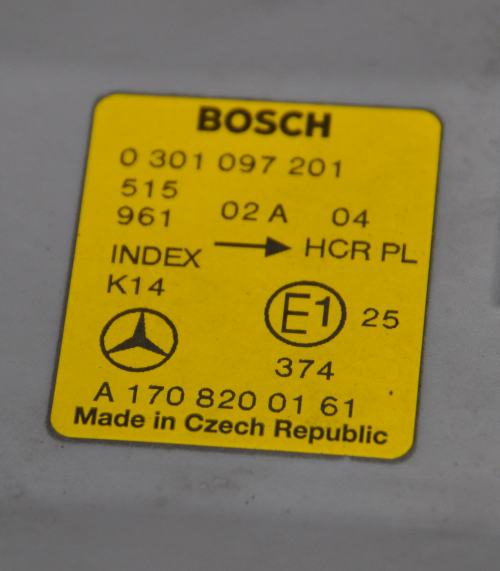 BOSCH
0 301 097 201
515
961 02 A 04
INDEX → HCR PL
K14
E1 25
374
A 170 820 01 61
Made in Czech Republic